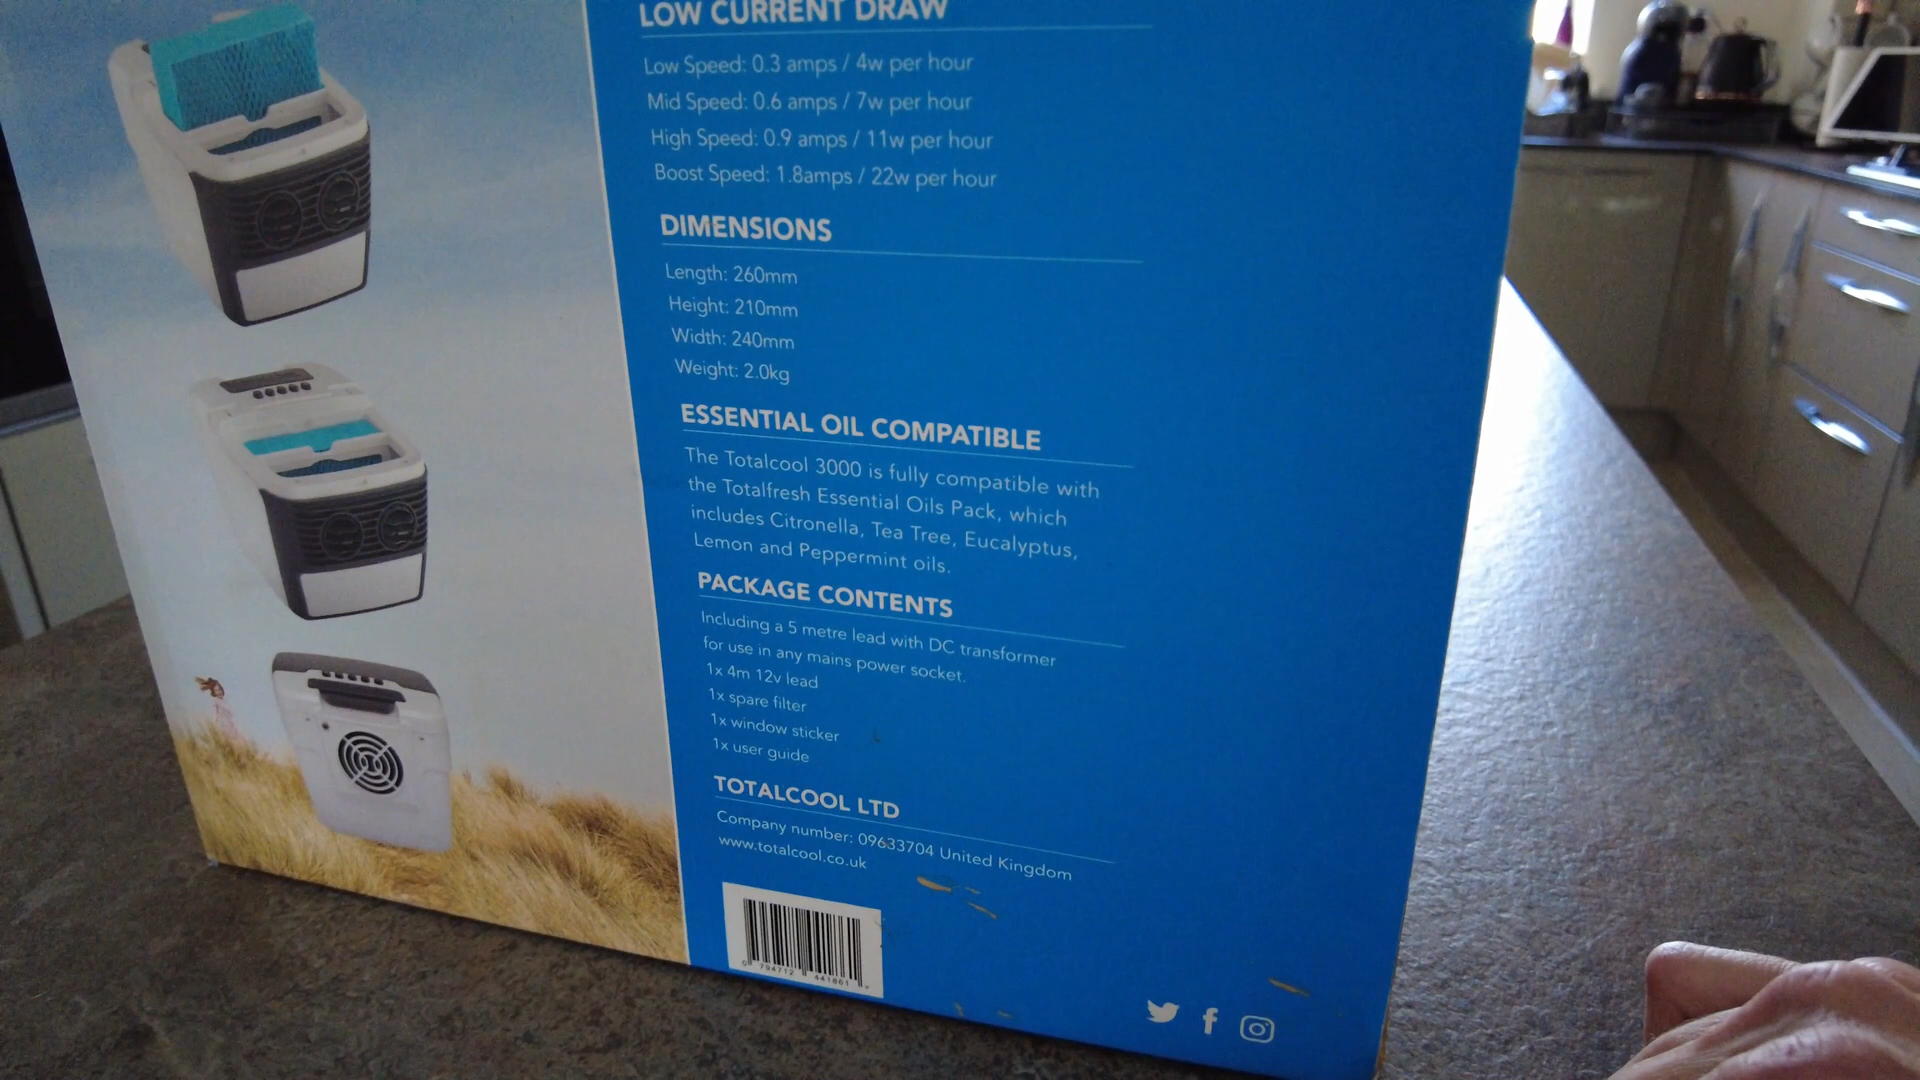 LOW CURRENT DRAW
Low Speed: 0.3 amps / 4w per hour
Mid Speed: 0.6 amps / 7w per hour
High Speed: 0.9 amps / 11w per hour
Boost Speed: 1.8amps / 22w per hour
DIMENSIONS
Length: 260mm
Height: 210mm
Width: 240mm
Weight: 2.0kg
ESSENTIAL OIL COMPATIBLE
The Totalcool 3000 is fully compatible with
the Totalfresh Essential Oils Pack, which
includes Citronella, Tea Tree, Eucalyptus,
Lemon and Peppermint oils.
PACKAGE CONTENTS
Including a 5 metre lead with DC transformer
for use in any mains power socket.
1x 4m 12v lead
1x spare filter
1x window sticker
1x user guide
TOTALCOOL LTD
Company number: 09633704 United Kingdom
www.totalcool.co.uk
0 794712 441861